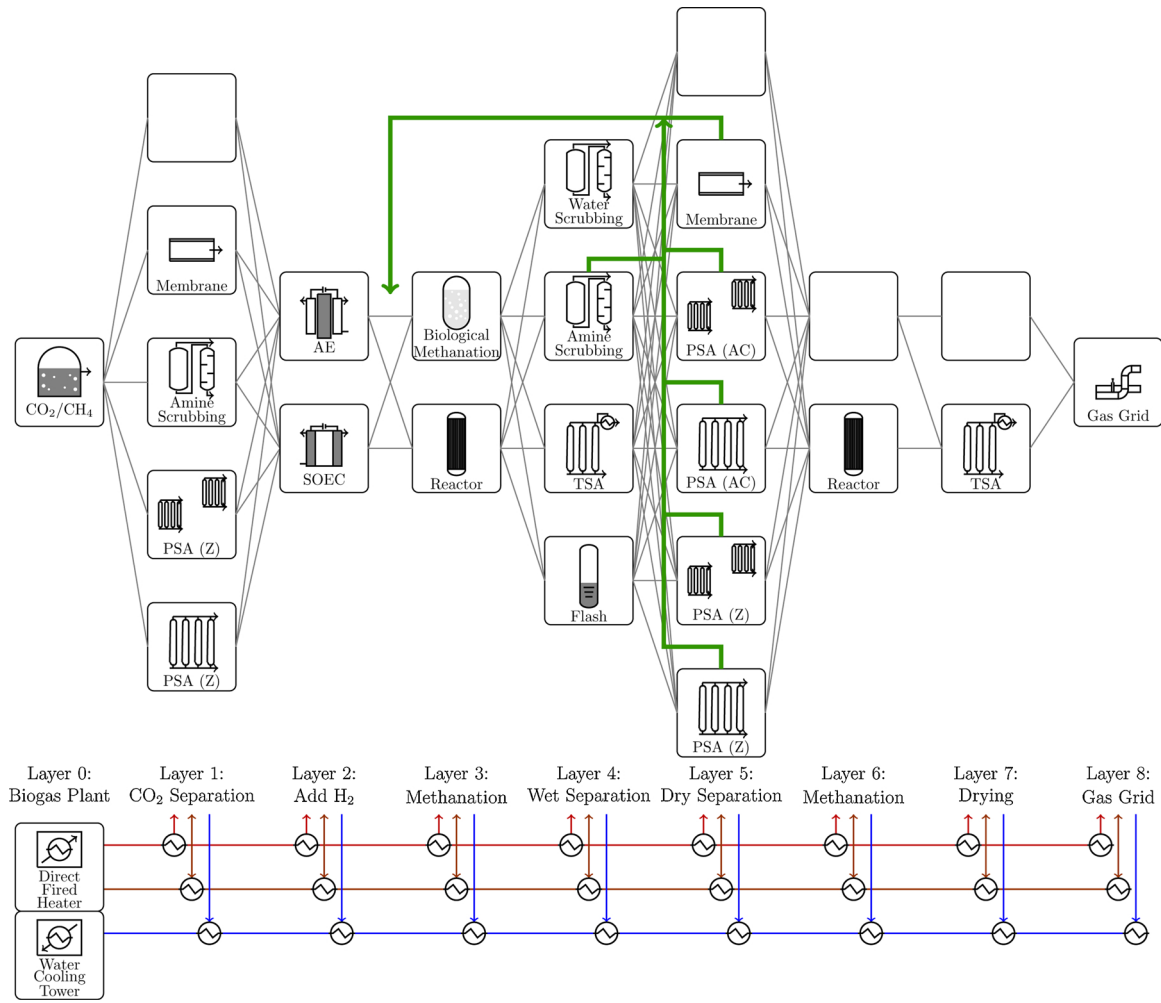 Membrane
Amine
Scrubbing
PSA (Z)
PSA (Z)
CO₂/CH₄
AE
SOEC
Biological
Methanation
Reactor
Water
Scrubbing
Amine
Scrubbing
TSA
Flash
Membrane
PSA (AC)
PSA (AC)
PSA (Z)
PSA (Z)
Reactor
TSA
Gas Grid
Layer 0:
Biogas Plant
Layer 1:
CO₂ Separation
Layer 2:
Add H₂
Layer 3:
Methanation
Layer 4:
Wet Separation
Layer 5:
Dry Separation
Layer 6:
Methanation
Layer 7:
Drying
Layer 8:
Gas Grid
Direct
Fired
Heater
Water
Cooling
Tower